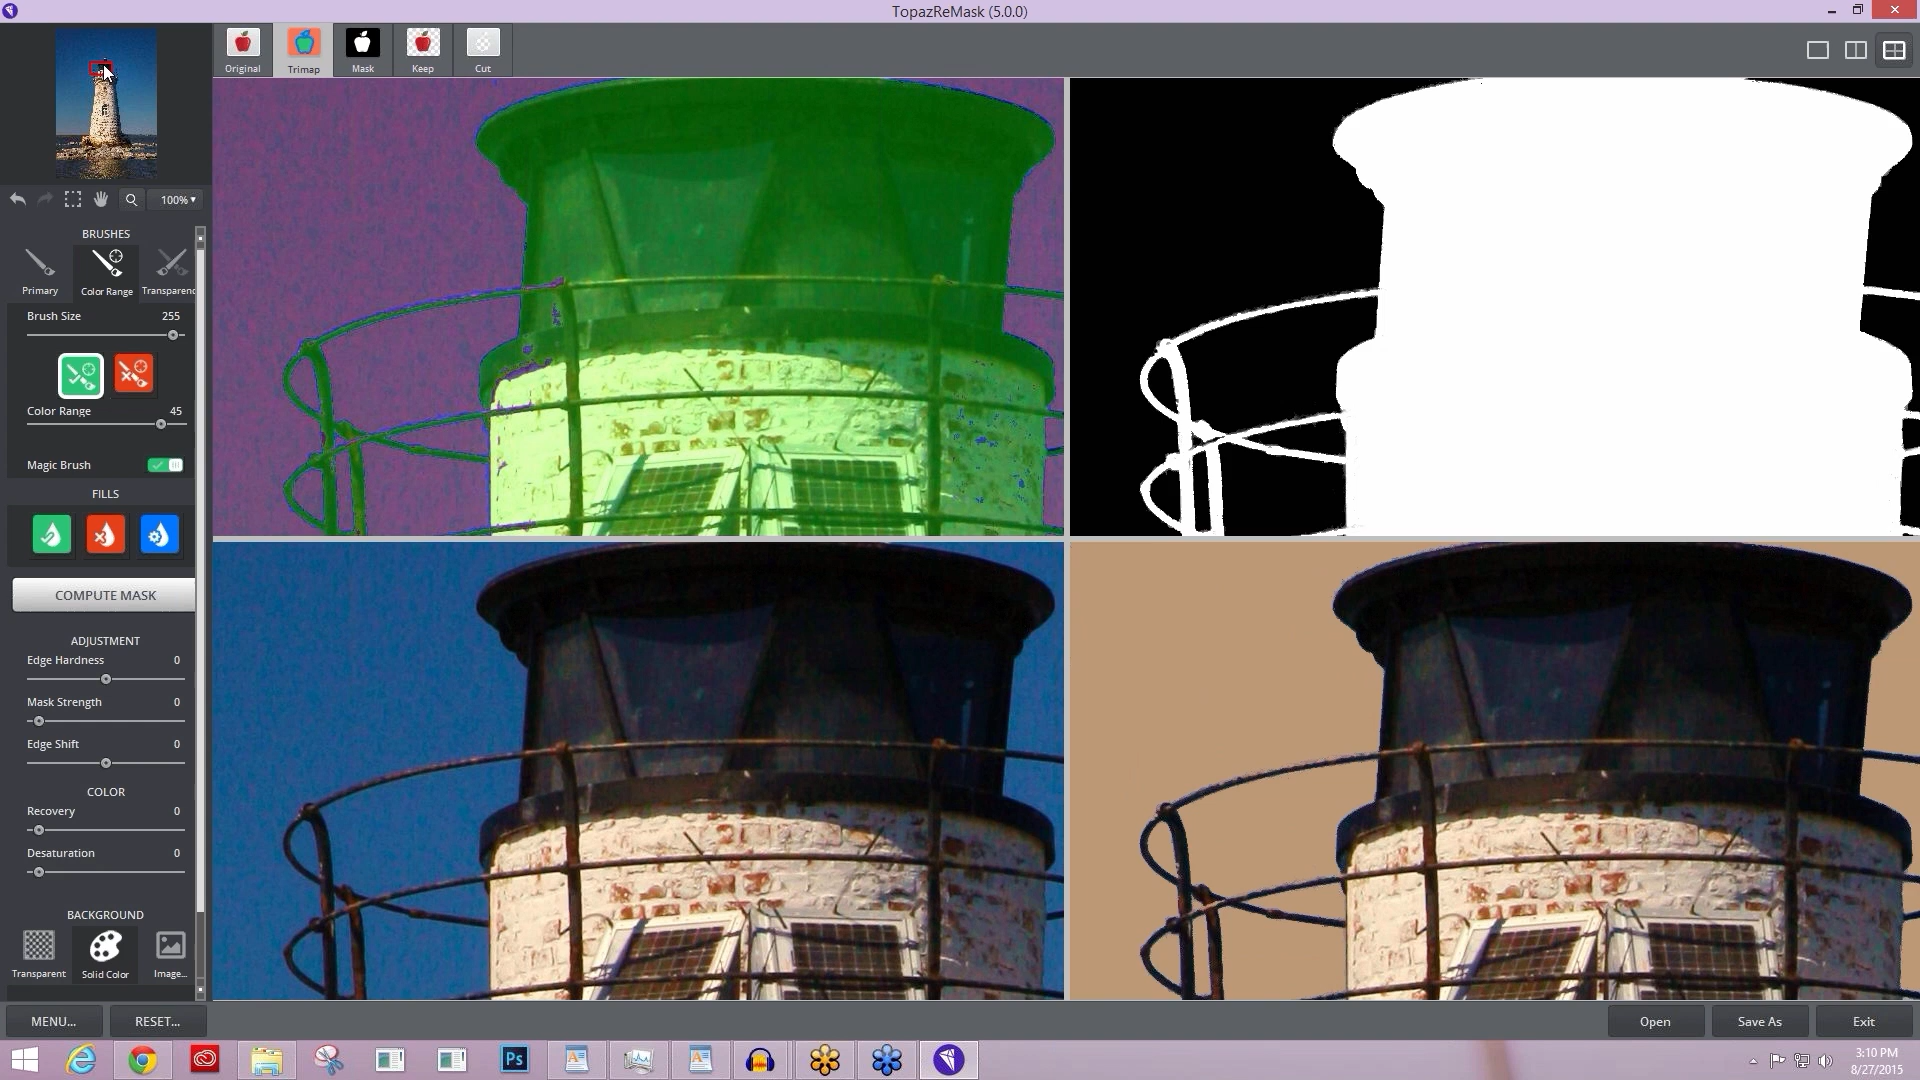 TopazReMask (5.0.0)
Original
Trimap
Mask
Keep
Cut
100%
BRUSHES
Primary
Color Range
Transparenc
Brush Size 255
Color Range 45
Magic Brush
FILLS
COMPUTE MASK
ADJUSTMENT
Edge Hardness 0
Mask Strength 0
Edge Shift 0
COLOR
Recovery 0
Desaturation 0
BACKGROUND
Transparent
Solid Color
Image...
MENU...
RESET...
Open
Save As
Exit
Ps
3:10 PM
8/27/2015